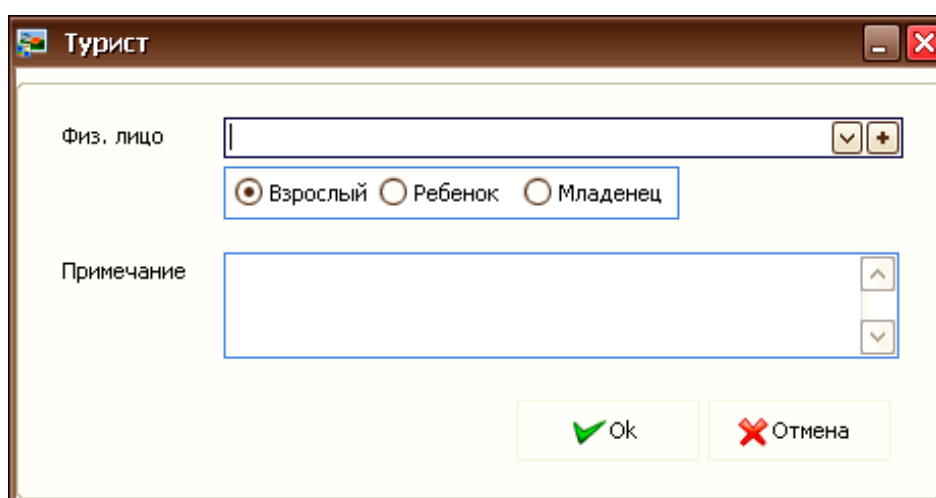 Турист
Физ. лицо
Взрослый Ребенок Младенец
Примечание
Ok Отмена